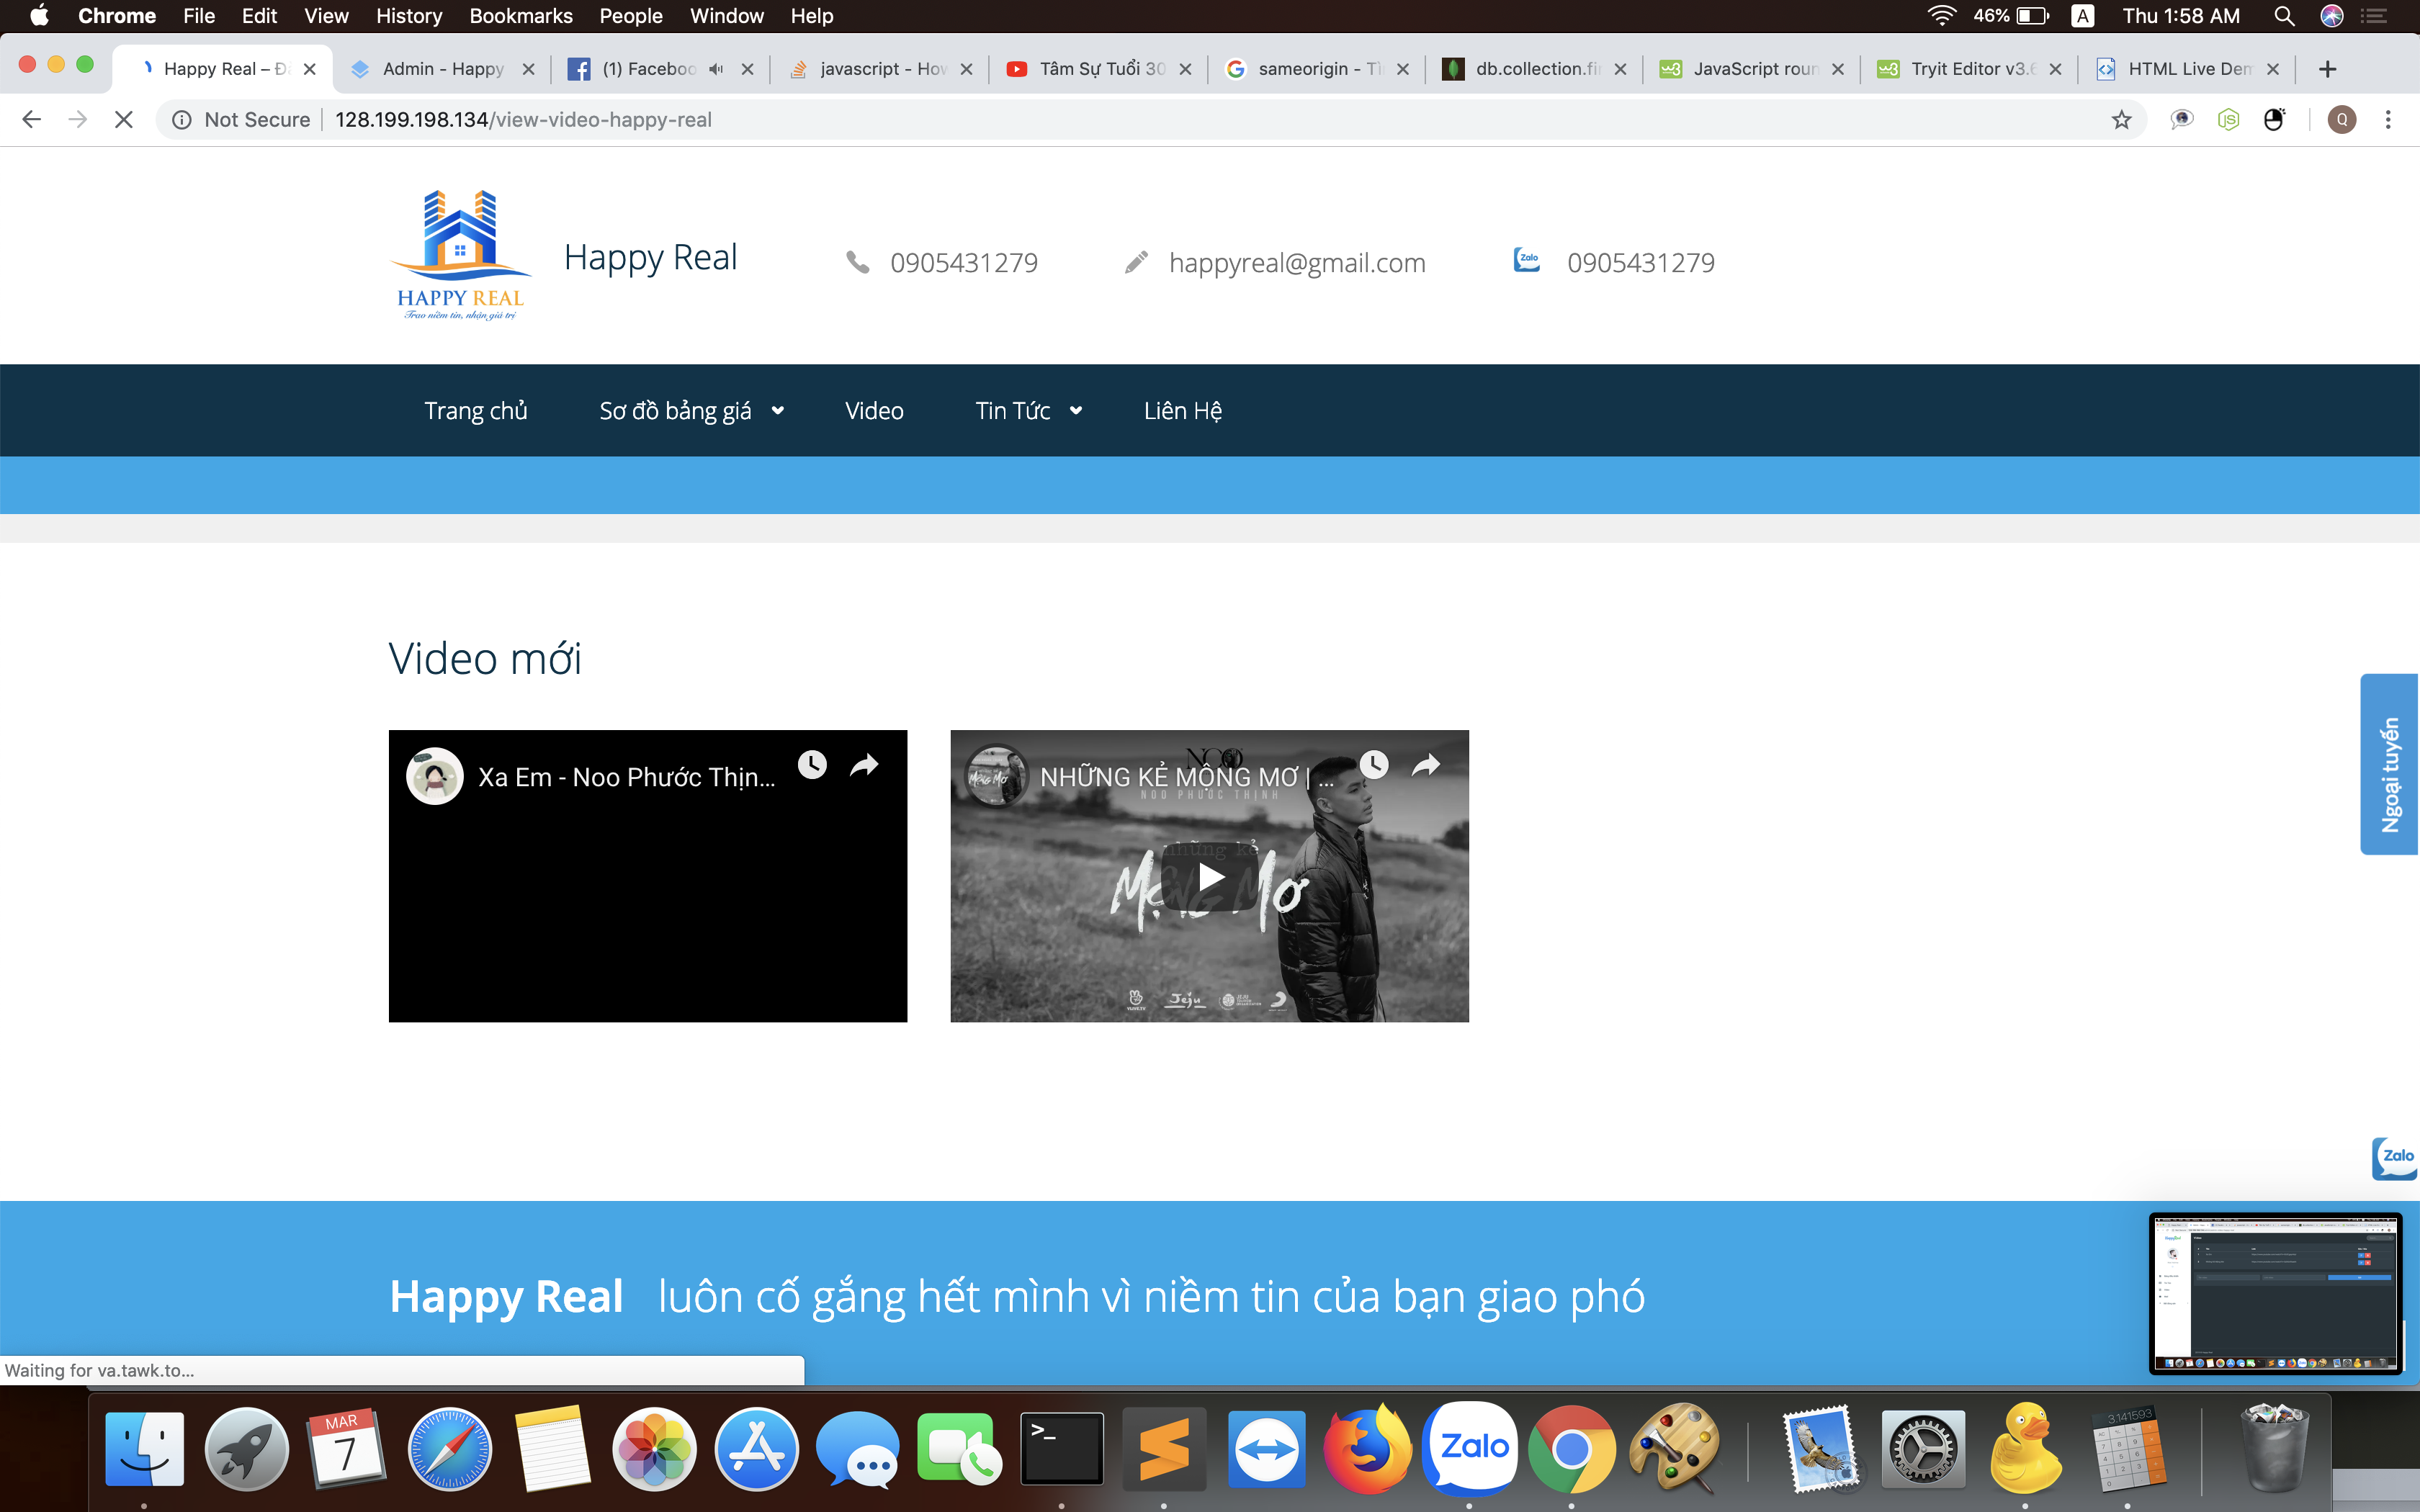 Chrome File Edit View History Bookmarks People Window Help 46% A Thu 1:58 AM
Happy Real – Đ Admin - Happy (1) Faceboo javascript - How Tâm Sự Tuổi 30 sameorigin - Tì db.collection.fi JavaScript roun Tryit Editor v3.6 HTML Live Dem
Not Secure 128.199.198.134/view-video-happy-real Q
HAPPY REAL
Trao niềm tin, nhận giá trị
Happy Real 0905431279 happyreal@gmail.com Zalo 0905431279
Trang chủ Sơ đồ bảng giá Video Tin Tức Liên Hệ
Video mới
Xa Em - Noo Phước Thịn...
NOO
NHỮNG KẺ MỘNG MƠ | ...
NOO PHƯỚC THỊNH
những kẻ
Mộng Mơ
Jeju
Ngoại tuyến
Zalo
Happy Real luôn cố gắng hết mình vì niềm tin của bạn giao phó
Waiting for va.tawk.to...
MAR
7
>_
Zalo
3.141593